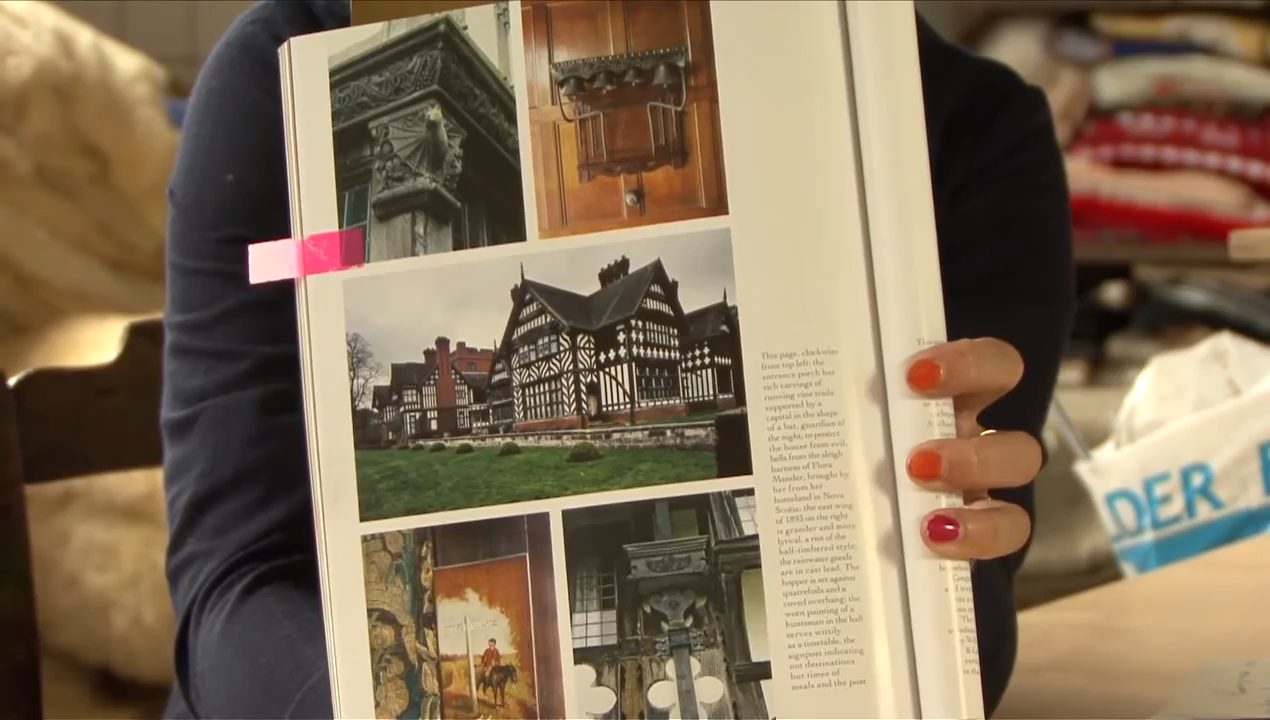 This page, clockwise
from top left: the
entrance porch has
rich carvings of
running vine trails
supported by a
capital in the shape
of a bat, guardian of
the night, to protect
the house from evil,
bells from the sleigh
harness of Flora
Mander, brought by
her from her
homeland in Nova
Scotia; the east wing
of 1893 on the right
is grander and more
lyrical, a riot of the
half-timbered style;
the rainwater goods
are in cast lead. The
hopper is set against
quatrefoils and a
coved overhang; the
worn painting of a
huntsman in the hall
serves wittily
as a timetable, the
signpost indicating
not destinations
but times of
meals and the post
DER